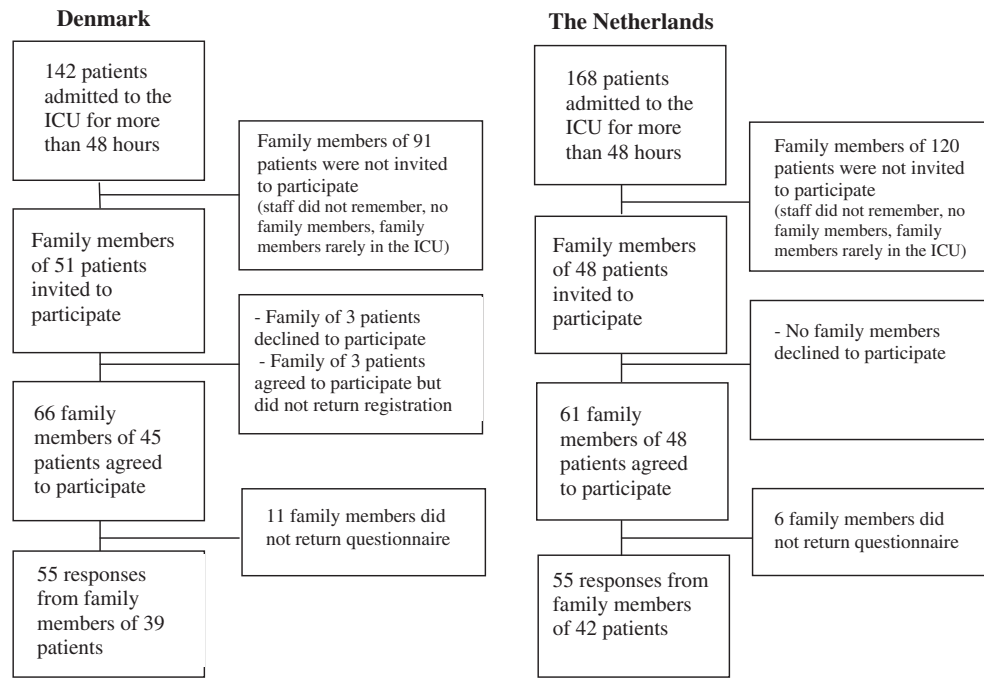 Denmark
142 patients
admitted to the
ICU for more
than 48 hours
Family members of 91
patients were not invited
to participate
(staff did not remember, no
family members, family
members rarely in the ICU)
Family members
of 51 patients
invited to
participate
- Family of 3 patients
declined to participate
- Family of 3 patients
agreed to participate but
did not return registration
66 family
members of 45
patients agreed
to participate
11 family members did
not return questionnaire
55 responses
from family
members of 39
patients
The Netherlands
168 patients
admitted to the
ICU for more
than 48 hours
Family members of 120
patients were not invited
to participate
(staff did not remember, no
family members, family
members rarely in the ICU)
Family members
of 48 patients
invited to
participate
- No family members
declined to participate
61 family
members of 48
patients agreed
to participate
6 family members did
not return questionnaire
55 responses from
family members
of 42 patients